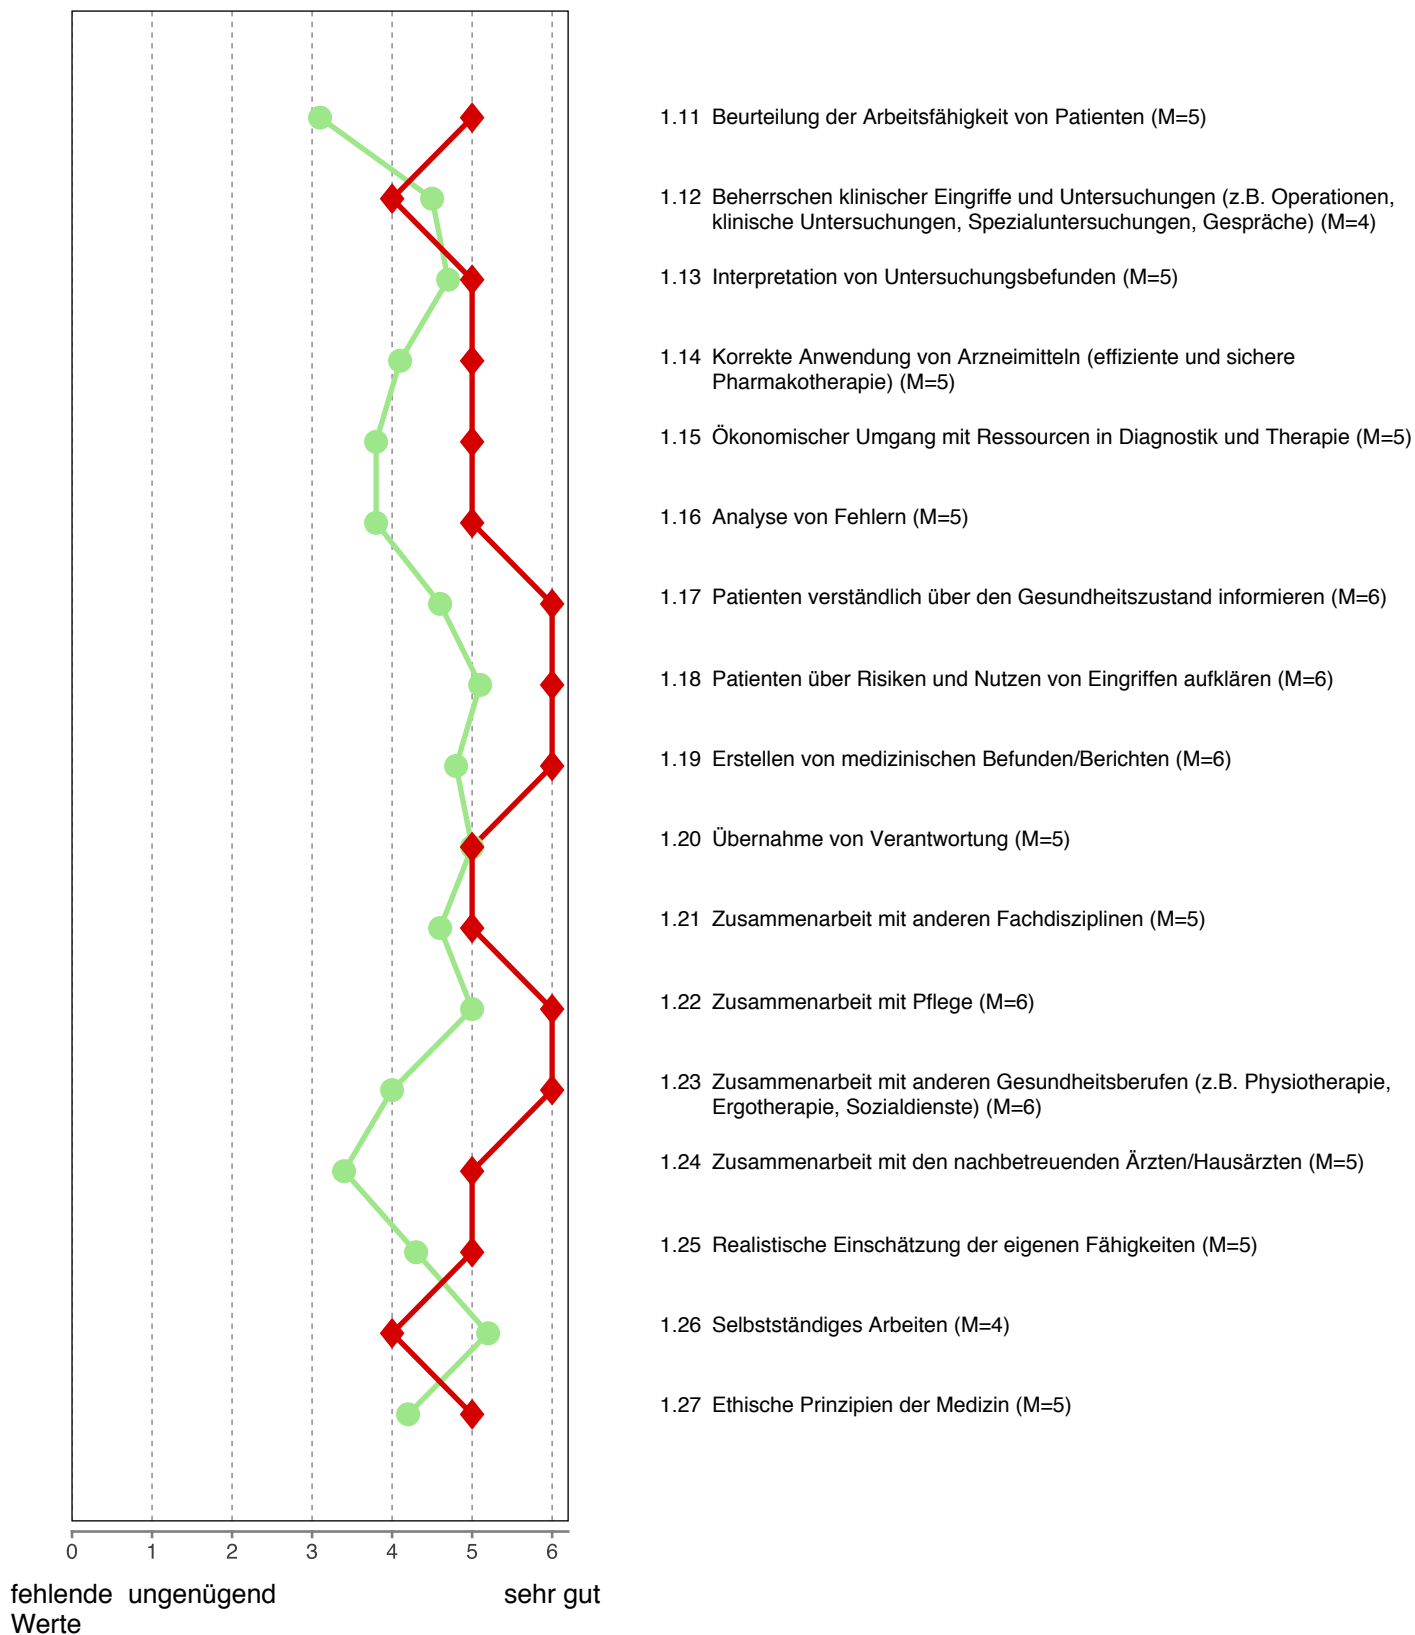 1.11 Beurteilung der Arbeitsfähigkeit von Patienten (M=5)
1.12 Beherrschen klinischer Eingriffe und Untersuchungen (z.B. Operationen,
klinische Untersuchungen, Spezialuntersuchungen, Gespräche) (M=4)
1.13 Interpretation von Untersuchungsbefunden (M=5)
1.14 Korrekte Anwendung von Arzneimitteln (effiziente und sichere
Pharmakotherapie) (M=5)
1.15 Ökonomischer Umgang mit Ressourcen in Diagnostik und Therapie (M=5)
1.16 Analyse von Fehlern (M=5)
1.17 Patienten verständlich über den Gesundheitszustand informieren (M=6)
1.18 Patienten über Risiken und Nutzen von Eingriffen aufklären (M=6)
1.19 Erstellen von medizinischen Befunden/Berichten (M=6)
1.20 Übernahme von Verantwortung (M=5)
1.21 Zusammenarbeit mit anderen Fachdisziplinen (M=5)
1.22 Zusammenarbeit mit Pflege (M=6)
1.23 Zusammenarbeit mit anderen Gesundheitsberufen (z.B. Physiotherapie,
Ergotherapie, Sozialdienste) (M=6)
1.24 Zusammenarbeit mit den nachbetreuenden Ärzten/Hausärzten (M=5)
1.25 Realistische Einschätzung der eigenen Fähigkeiten (M=5)
1.26 Selbstständiges Arbeiten (M=4)
1.27 Ethische Prinzipien der Medizin (M=5)
0 1 2 3 4 5 6
fehlende ungenügend sehr gut
Werte